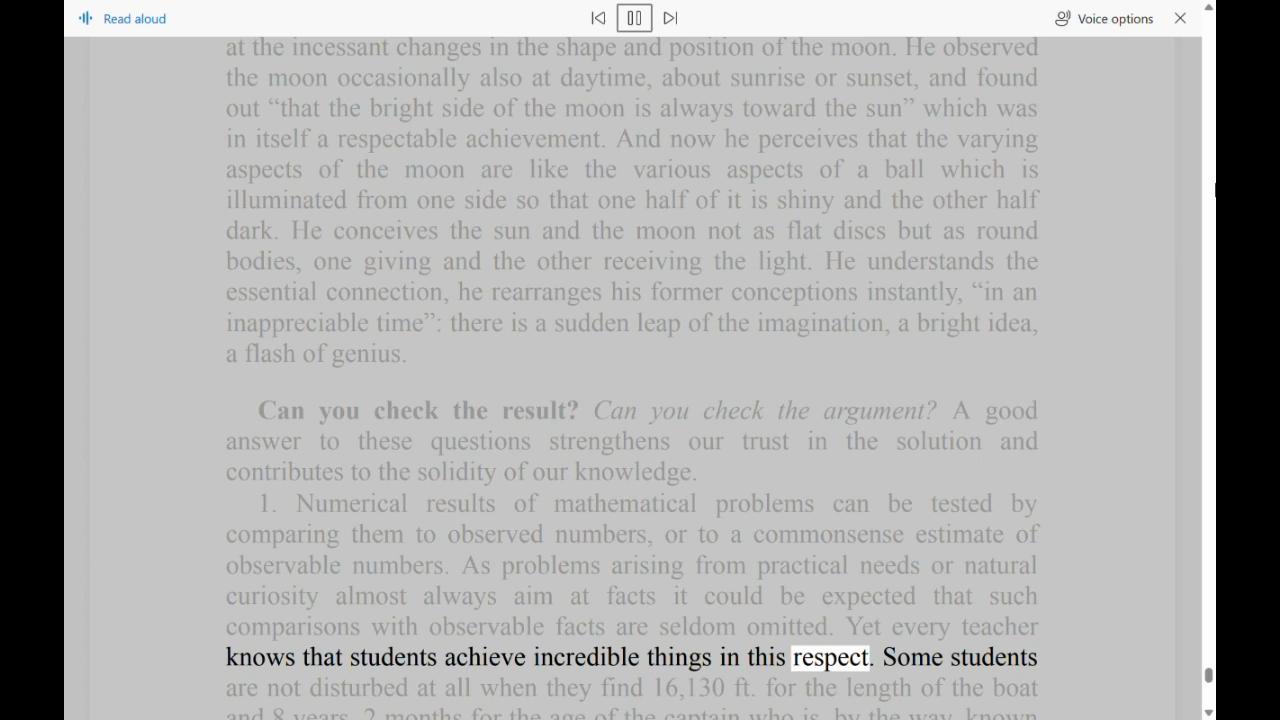 Read aloud
Voice options
at the incessant changes in the shape and position of the moon. He observed
the moon occasionally also at daytime, about sunrise or sunset, and found
out “that the bright side of the moon is always toward the sun” which was
in itself a respectable achievement. And now he perceives that the varying
aspects of the moon are like the various aspects of a ball which is
illuminated from one side so that one half of it is shiny and the other half
dark. He conceives the sun and the moon not as flat discs but as round
bodies, one giving and the other receiving the light. He understands the
essential connection, he rearranges his former conceptions instantly, “in an
inappreciable time”: there is a sudden leap of the imagination, a bright idea,
a flash of genius.
Can you check the result? Can you check the argument? A good
answer to these questions strengthens our trust in the solution and
contributes to the solidity of our knowledge.
1. Numerical results of mathematical problems can be tested by
comparing them to observed numbers, or to a commonsense estimate of
observable numbers. As problems arising from practical needs or natural
curiosity almost always aim at facts it could be expected that such
comparisons with observable facts are seldom omitted. Yet every teacher
knows that students achieve incredible things in this respect. Some students
are not disturbed at all when they find 16,130 ft. for the length of the boat
and 8 years, 2 months for the age of the captain who is, by the way, known